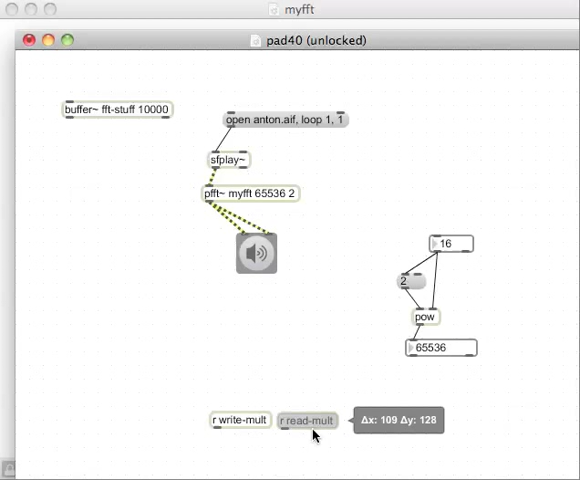 myfft
pad40 (unlocked)
buffer~ fft-stuff 10000
open anton.aif, loop 1, 1
sfplay~
pfft~ myfft 65536 2
16
2
pow
65536
r write-mult
r read-mult
Δx: 109 Δy: 128